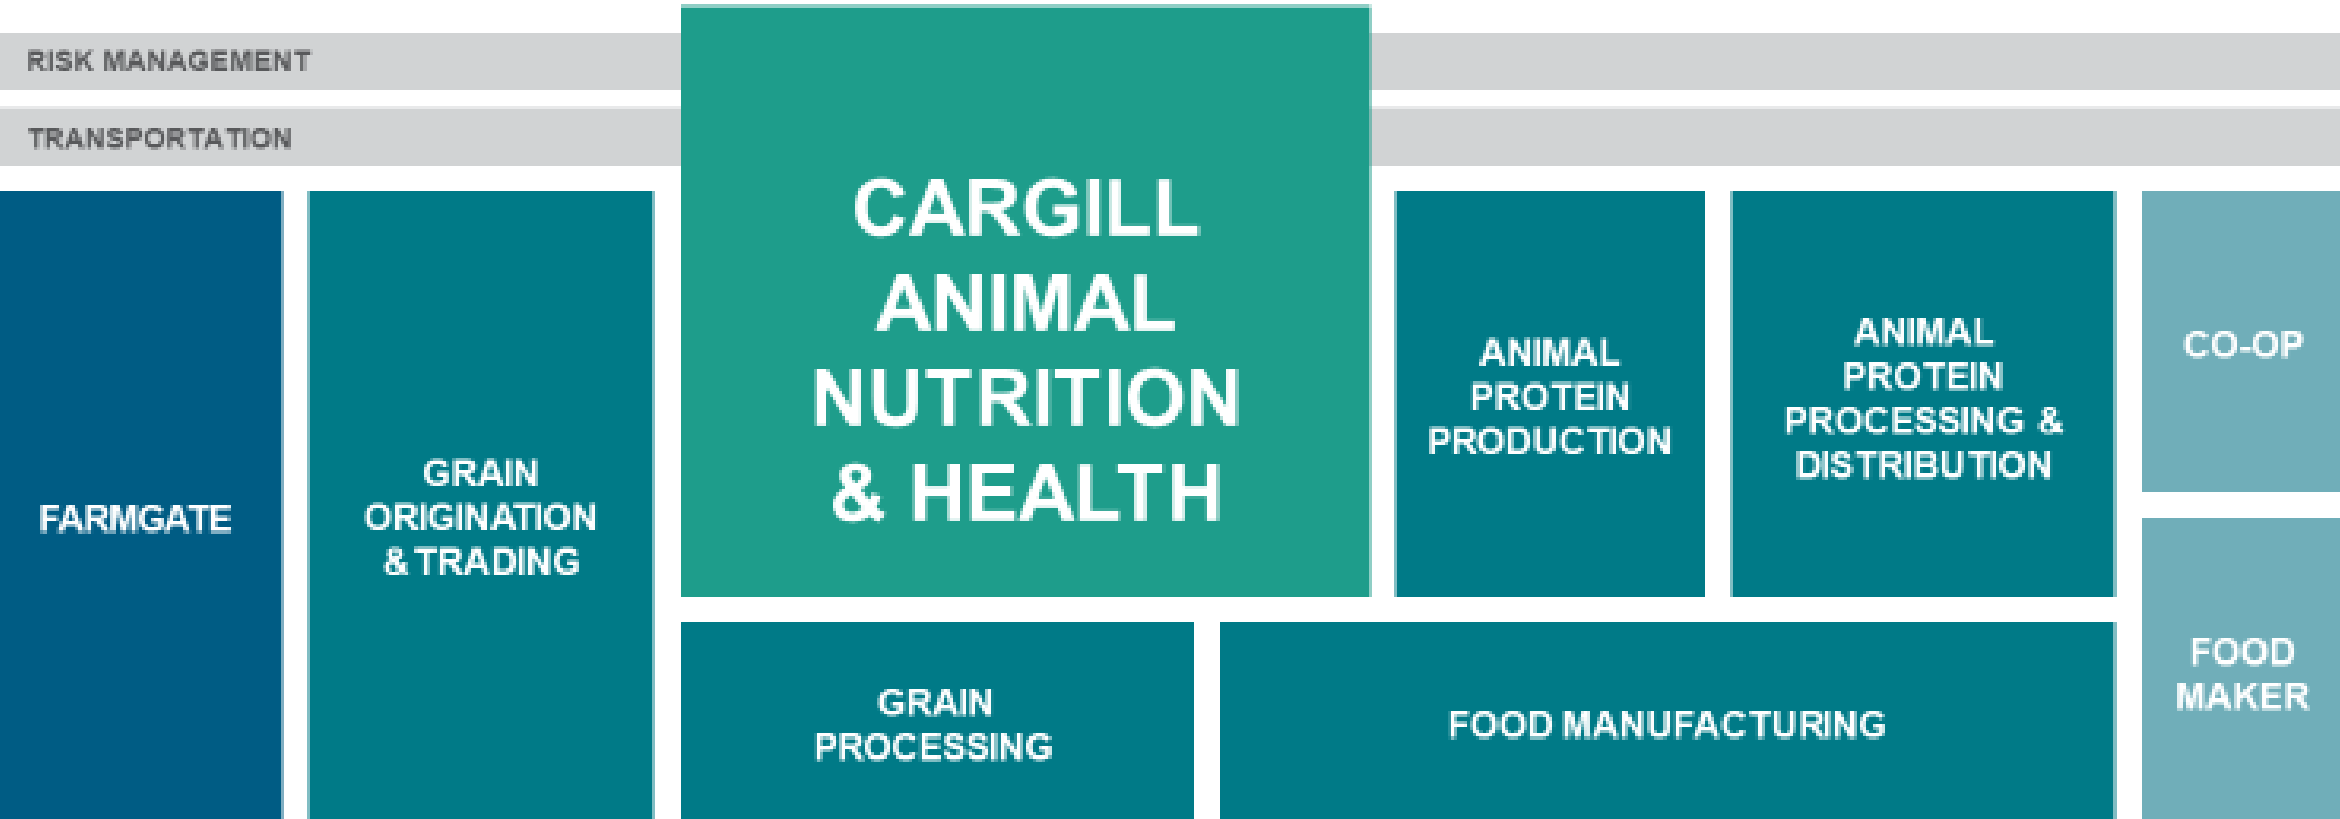 RISK MANAGEMENT
TRANSPORTATION
FARMGATE
GRAIN
ORIGINATION
& TRADING
CARGILL
ANIMAL
NUTRITION
& HEALTH
GRAIN
PROCESSING
ANIMAL
PROTEIN
PRODUCTION
ANIMAL
PROTEIN
PROCESSING &
DISTRIBUTION
FOOD MANUFACTURING
CO-OP
FOOD
MAKER